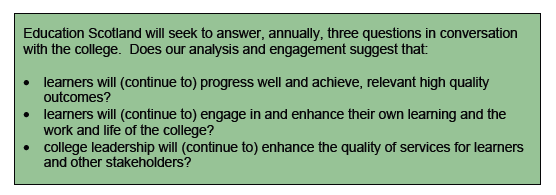 Education Scotland will seek to answer, annually, three questions in conversation
with the college.  Does our analysis and engagement suggest that:
• learners will (continue to) progress well and achieve, relevant high quality
outcomes?
• learners will (continue to) engage in and enhance their own learning and the
work and life of the college?
• college leadership will (continue to) enhance the quality of services for learners
and other stakeholders?